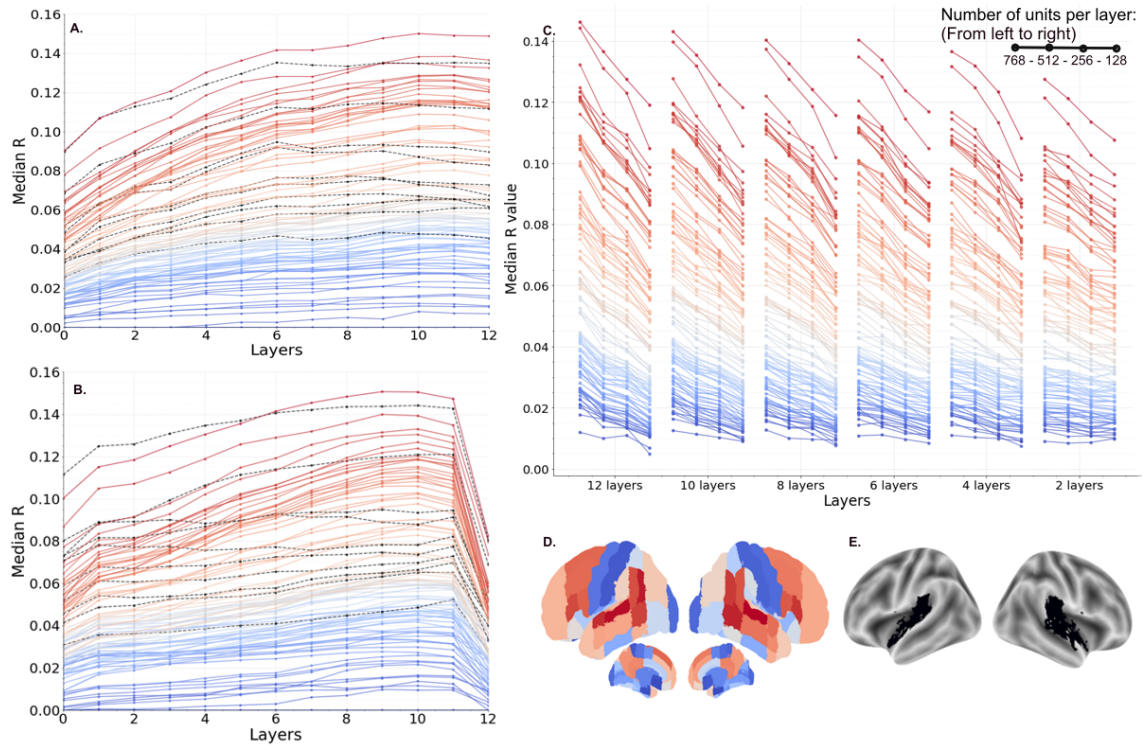 A.
0.16
0.14
0.12
0.10
0.08
0.06
0.04
0.02
0.00
Median R
0 2 4 6 8 10 12
Layers
B.
0.16
0.14
0.12
0.10
0.08
0.06
0.04
0.02
0.00
Median R
0 2 4 6 8 10 12
Layers
C.
Number of units per layer:
(From left to right)
768 - 512 - 256 - 128
0.14
0.12
0.10
0.08
0.06
0.04
0.02
0.00
Median R value
12 layers 10 layers 8 layers 6 layers 4 layers 2 layers
Layers
D.
E.